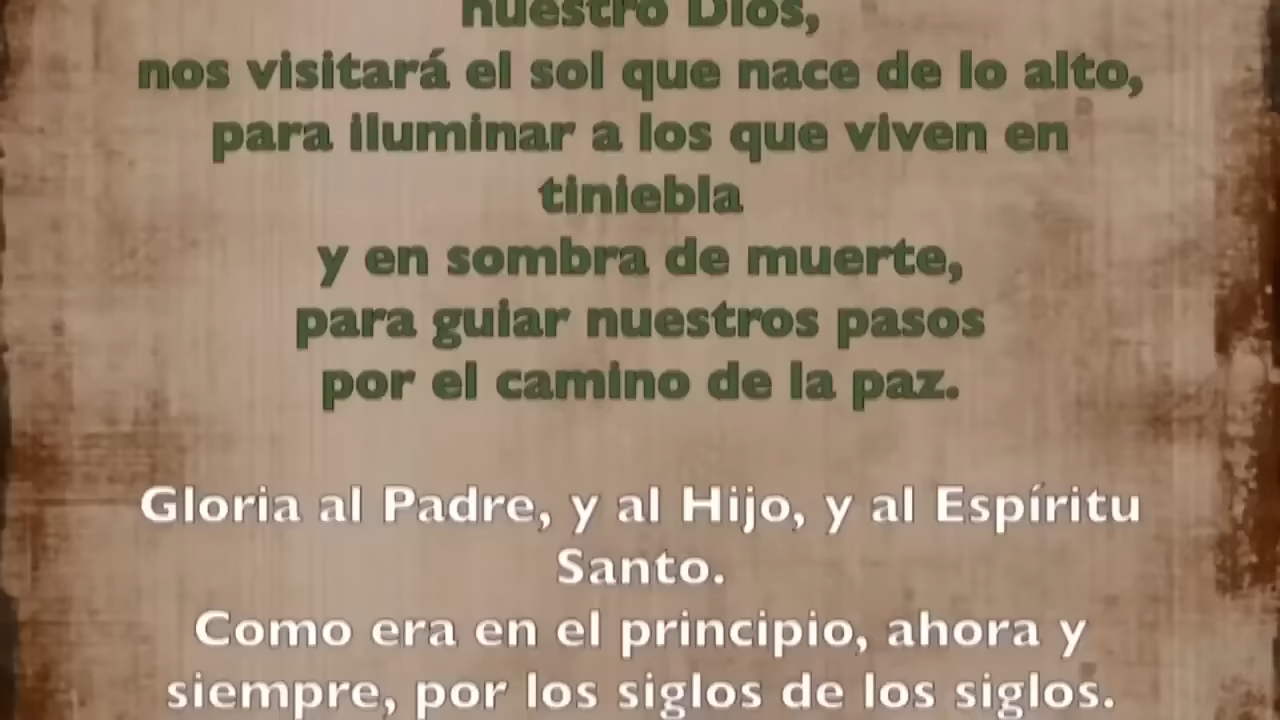 nuestro Dios,
nos visitará el sol que nace de lo alto,
para iluminar a los que viven en
tiniebla
y en sombra de muerte,
para guiar nuestros pasos
por el camino de la paz.
Gloria al Padre, y al Hijo, y al Espíritu
Santo.
Como era en el principio, ahora y
siempre, por los siglos de los siglos.